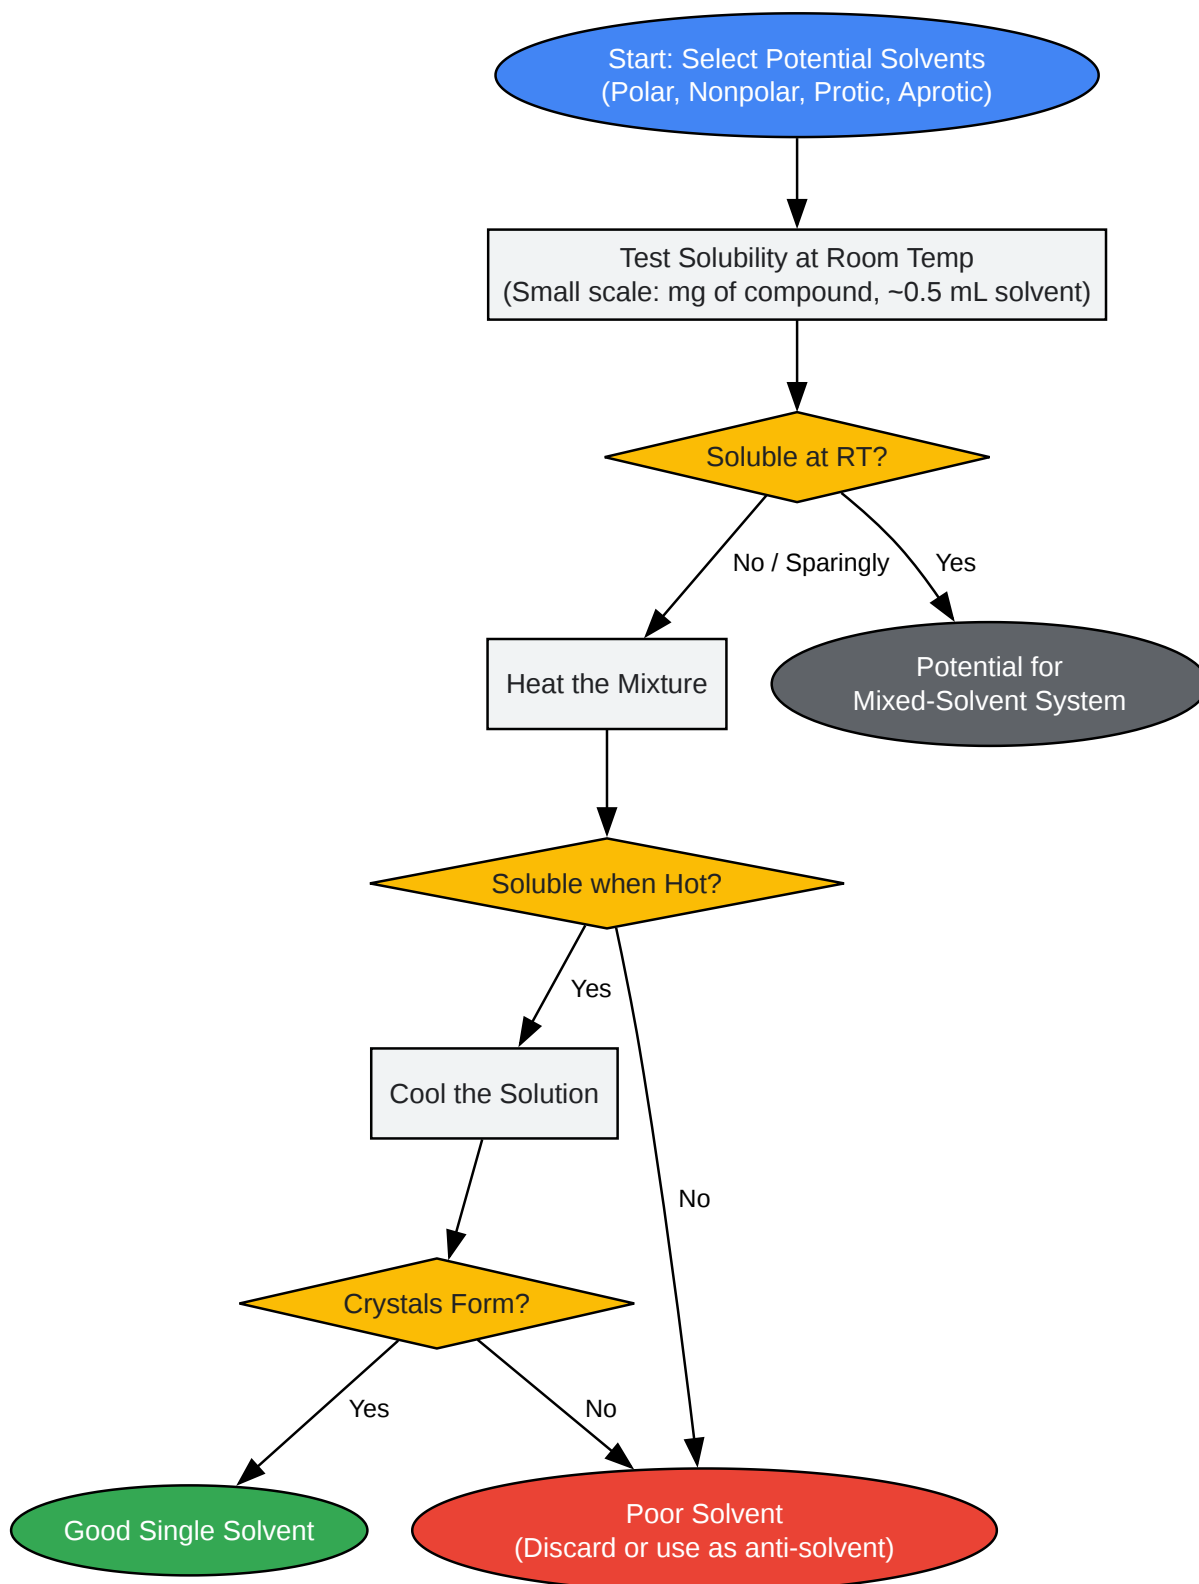 Start: Select Potential Solvents
(Polar, Nonpolar, Protic, Aprotic)
Test Solubility at Room Temp
(Small scale: mg of compound, ~0.5 mL solvent)
Soluble at RT?
No / Sparingly
Yes
Heat the Mixture
Potential for
Mixed-Solvent System
Soluble when Hot?
Yes
Cool the Solution
No
Crystals Form?
Yes
No
Good Single Solvent
Poor Solvent
(Discard or use as anti-solvent)